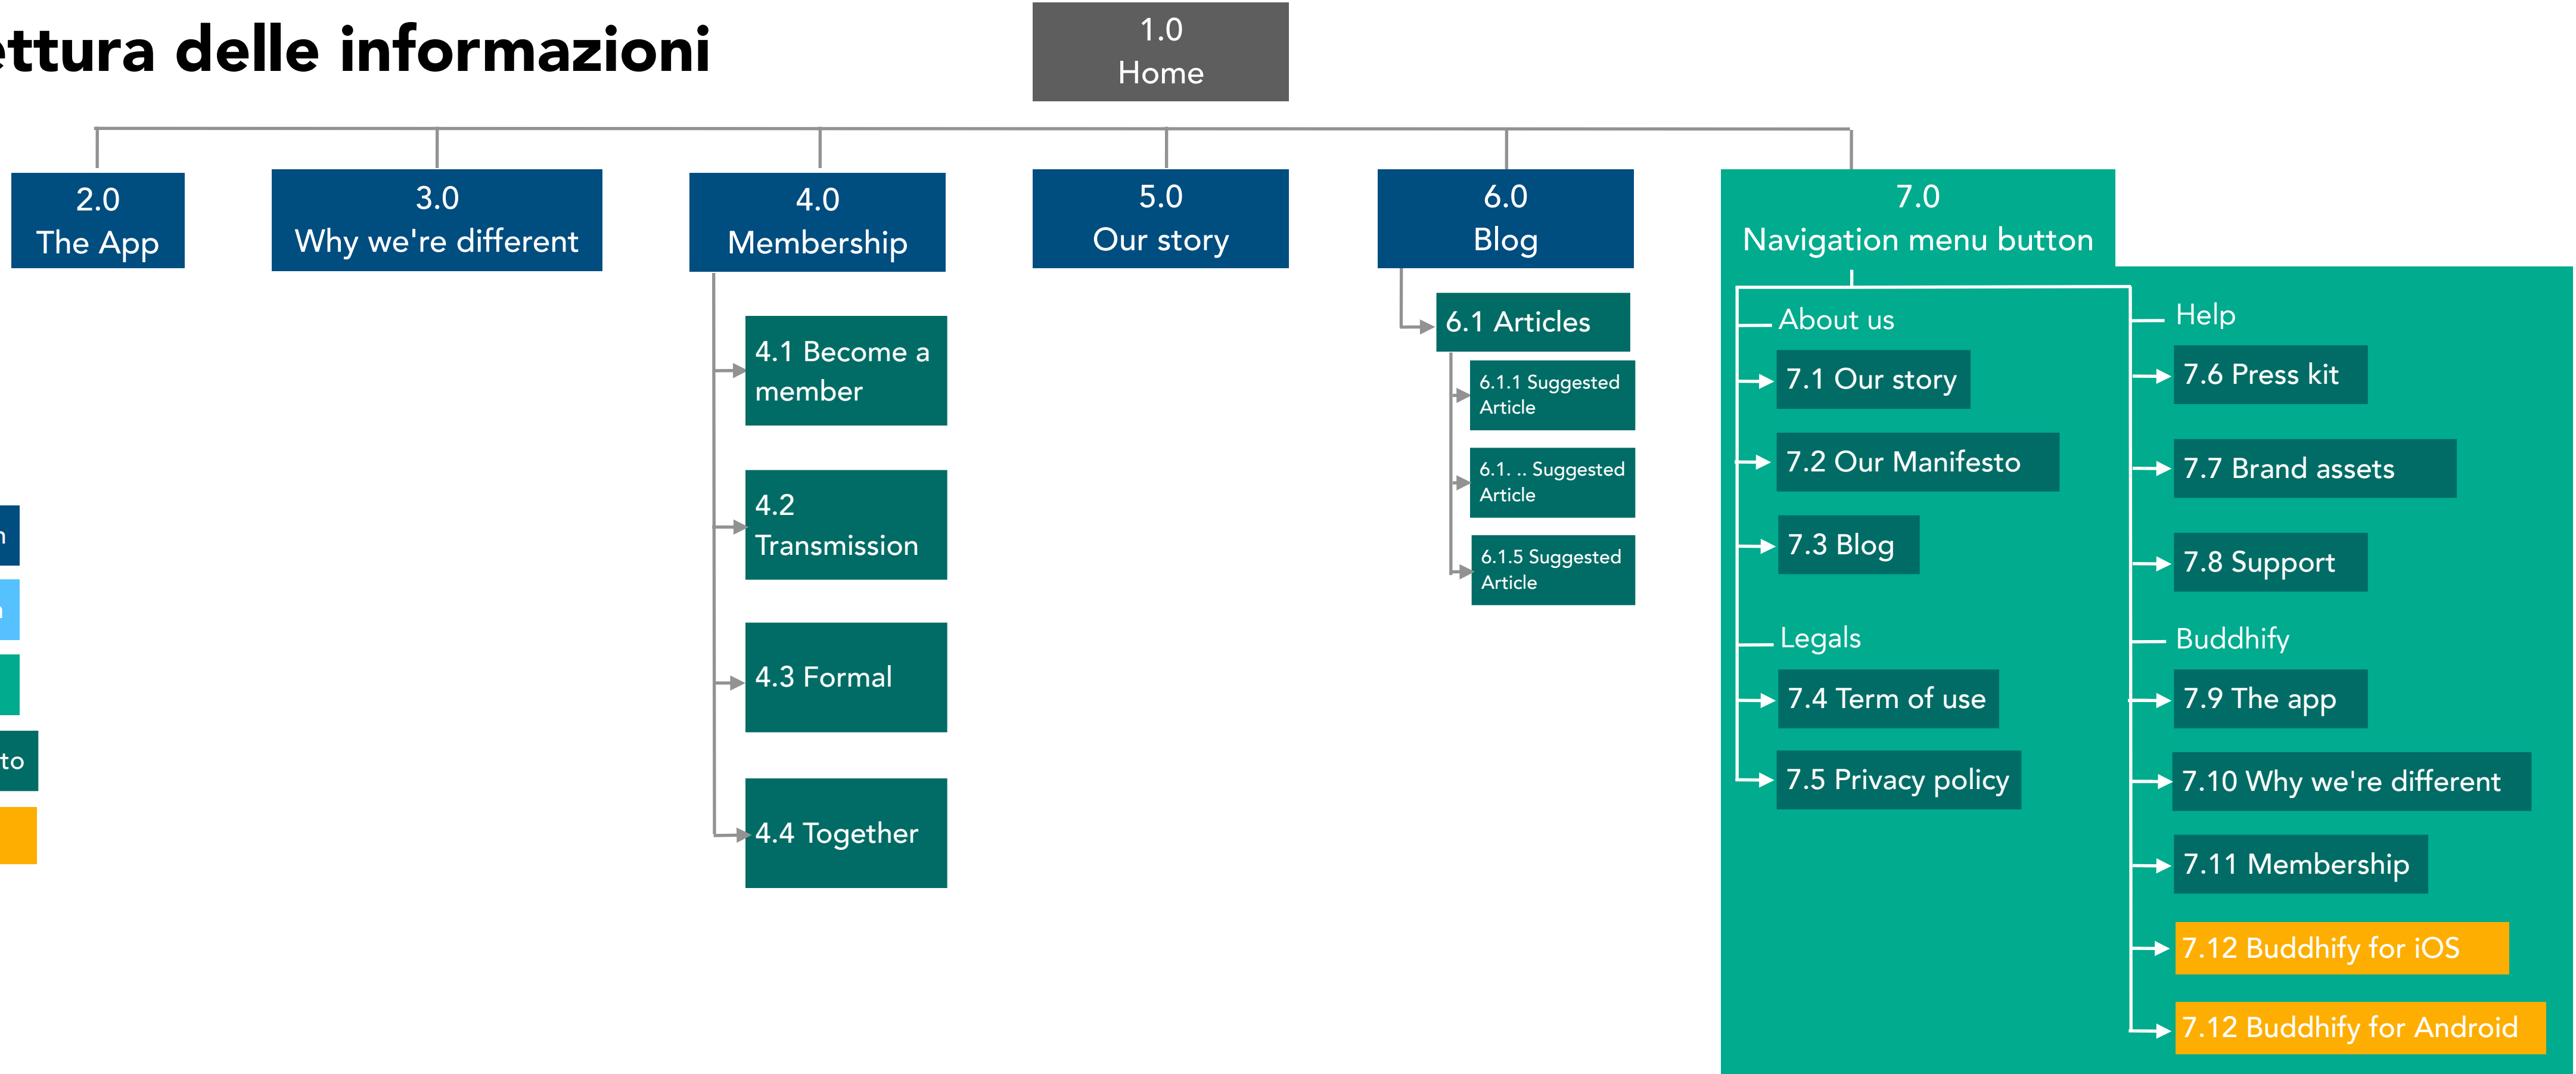 ettura delle informazioni
1.0
Home
2.0
The App
3.0
Why we're different
4.0
Membership
4.1 Become a
member
4.2
Transmission
4.3 Formal
4.4 Together
5.0
Our story
6.0
Blog
6.1 Articles
6.1.1 Suggested
Article
6.1. .. Suggested
Article
6.1.5 Suggested
Article
7.0
Navigation menu button
About us
7.1 Our story
7.2 Our Manifesto
7.3 Blog
Legals
7.4 Term of use
7.5 Privacy policy
Help
7.6 Press kit
7.7 Brand assets
7.8 Support
Buddhify
7.9 The app
7.10 Why we're different
7.11 Membership
7.12 Buddhify for iOS
7.12 Buddhify for Android
to